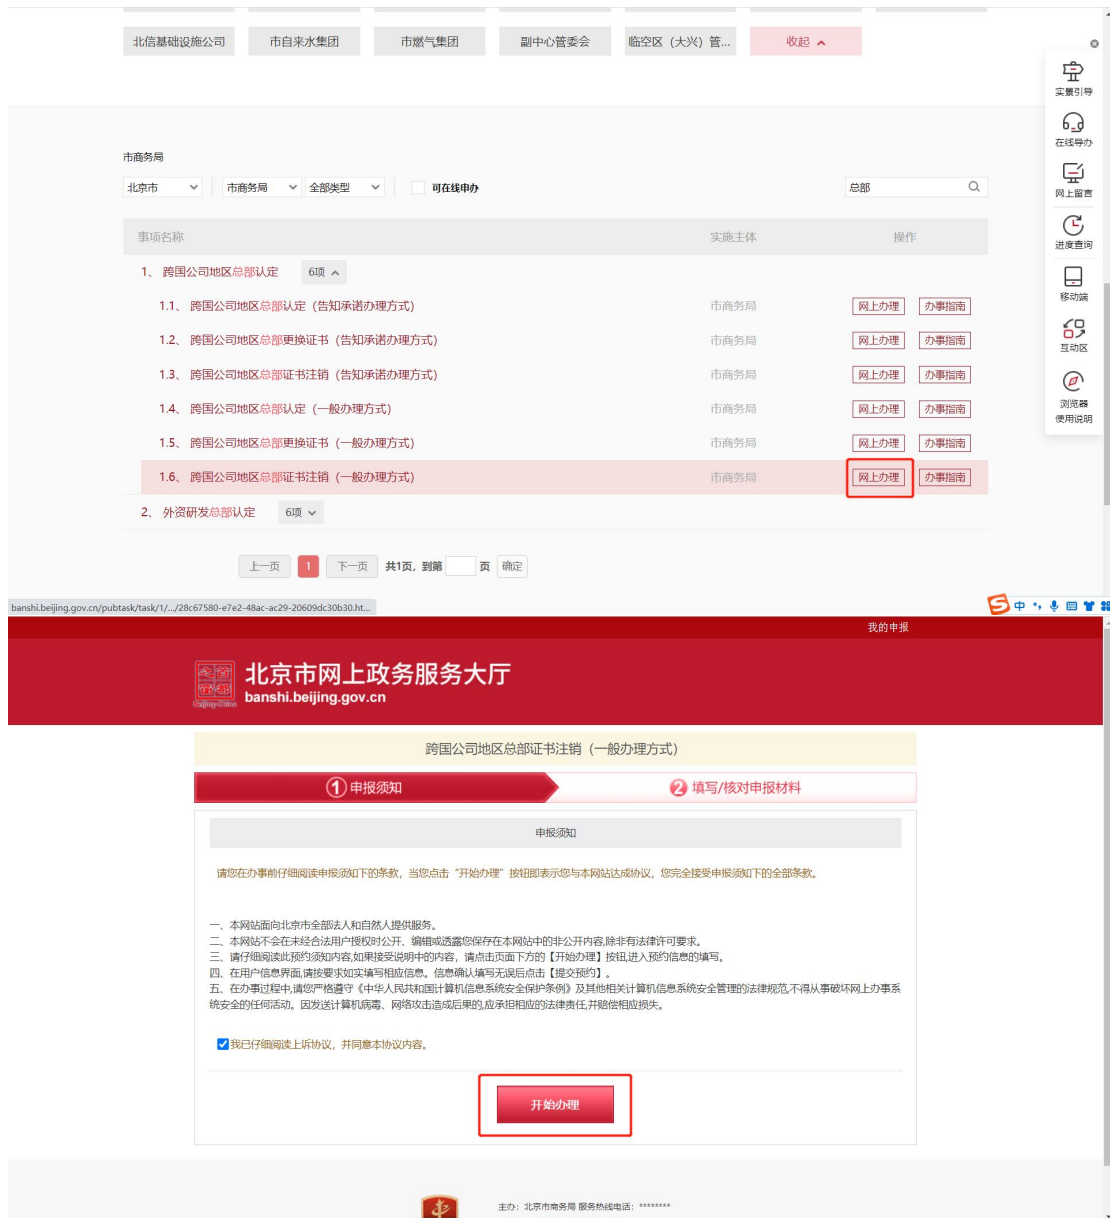 北信基础设施公司 市自来水集团 市燃气集团 副中心管委会 临空区（大兴）管... 收起
实景引导
在线导办
网上留言
进度查询
移动端
互动区
浏览器
使用说明
市商务局
北京市 市商务局 全部类型 可在线申办 总部
事项名称 实施主体 操作
1、 跨国公司地区总部认定 6项
1.1、 跨国公司地区总部认定（告知承诺办理方式） 市商务局 网上办理 办事指南
1.2、 跨国公司地区总部更换证书（告知承诺办理方式） 市商务局 网上办理 办事指南
1.3、 跨国公司地区总部证书注销（告知承诺办理方式） 市商务局 网上办理 办事指南
1.4、 跨国公司地区总部认定（一般办理方式） 市商务局 网上办理 办事指南
1.5、 跨国公司地区总部更换证书（一般办理方式） 市商务局 网上办理 办事指南
1.6、 跨国公司地区总部证书注销（一般办理方式） 市商务局 网上办理 办事指南
2、 外资研发总部认定 6项
上一页 1 下一页 共1页，到第 页 确定
banshi.beijing.gov.cn/pubtask/task/1/.../28c67580-e7e2-48ac-ac29-20609dc30b30.ht...
中
我的申报
首都之窗
Beijing-China
北京市网上政务服务大厅
banshi.beijing.gov.cn
跨国公司地区总部证书注销（一般办理方式）
1 申报须知 2 填写/核对申报材料
申报须知
请您在办事前仔细阅读申报须知下的条款，当您点击“开始办理”按钮即表示您与本网站达成协议，您完全接受申报须知下的全部条款。
一、本网站面向北京市全部法人和自然人提供服务。
二、本网站不会在未经合法用户授权时公开、编辑或透露您保存在本网站中的非公开内容,除非有法律许可要求。
三、请仔细阅读此预约须知内容,如果接受说明中的内容，请点击页面下方的【开始办理】按钮,进入预约信息的填写。
四、在用户信息界面,请按要求如实填写相应信息。信息确认填写无误后点击【提交预约】。
五、在办事过程中,请您严格遵守《中华人民共和国计算机信息系统安全保护条例》及其他相关计算机信息系统安全管理的法律规范,不得从事破坏网上办事系
统安全的任何活动。因发送计算机病毒、网络攻击造成后果的,应承担相应的法律责任,并赔偿相应损失。
我已仔细阅读上诉协议，并同意本协议内容。
开始办理
主办：北京市商务局 服务热线电话：********